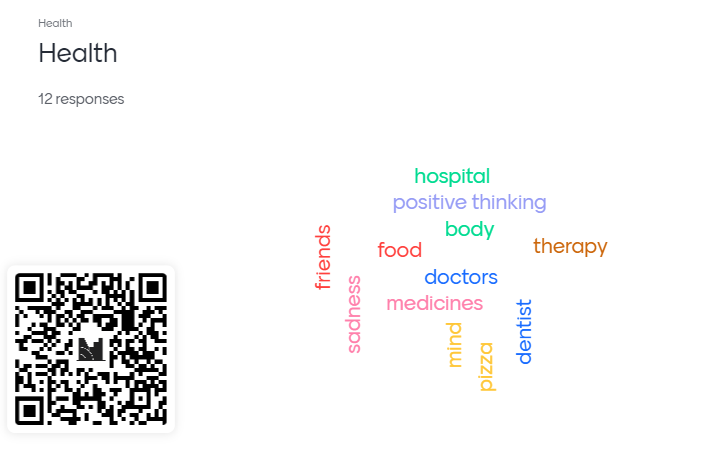 Health
Health
12 responses
hospital
positive thinking
body
therapy
food
friends
doctors
sadness
medicines
dentist
mind
pizza